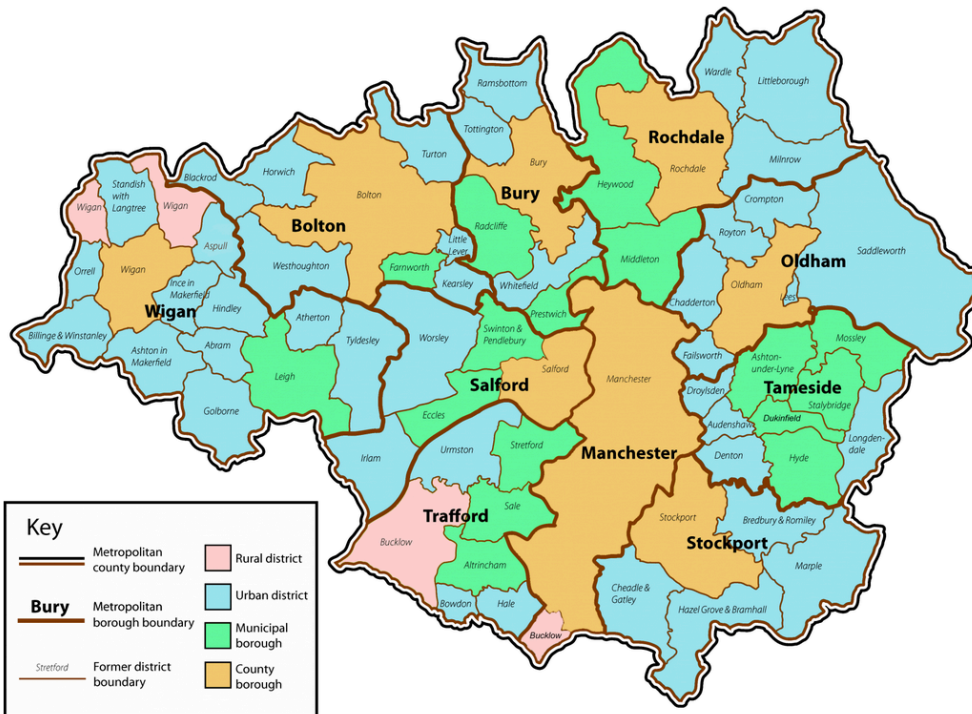 Ramsbottom
Wardle
Littleborough
Tottington
Turton
Rochdale
Bury
Milnrow
Rochdale
Blackrod
Horwich
Bury
Heywood
Standish
with
Langtree
Wigan
Wigan
Bolton
Crompton
Bolton
Radcliffe
Royton
Saddleworth
Aspull
Little
Lever
Middleton
Oldham
Orrell
Wigan
Westhoughton
Farnworth
Kearsley
Whitefield
Oldham
Lees
Ince in
Makerfield
Chadderton
Wigan
Hindley
Prestwich
Atherton
Billinge & Winstanley
Tyldesley
Worsley
Swinton &
Pendlebury
Mossley
Ashton in
Makerfield
Abram
Failsworth
Ashton-
under-Lyne
Leigh
Salford
Salford
Manchester
Tameside
Golborne
Droylsden
Stalybridge
Eccles
Audenshaw
Dukinfield
Longden-
dale
Irlam
Urmston
Stretford
Manchester
Denton
Hyde
Trafford
Sale
Stockport
Bredbury & Romiley
Bucklow
Stockport
Altrincham
Marple
Cheadle &
Gatley
Bowdon
Hale
Hazel Grove & Bramhall
Bucklow
Key
Metropolitan
county boundary
Rural district
Bury
Metropolitan
borough boundary
Urban district
Municipal
borough
Stretford
Former district
boundary
County
borough